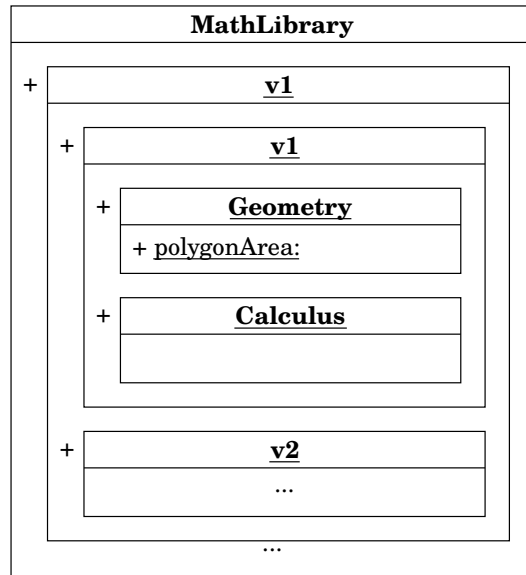 MathLibrary
+ v1
+ v1
+ Geometry
+ polygonArea:
+ Calculus
+ v2
...
...